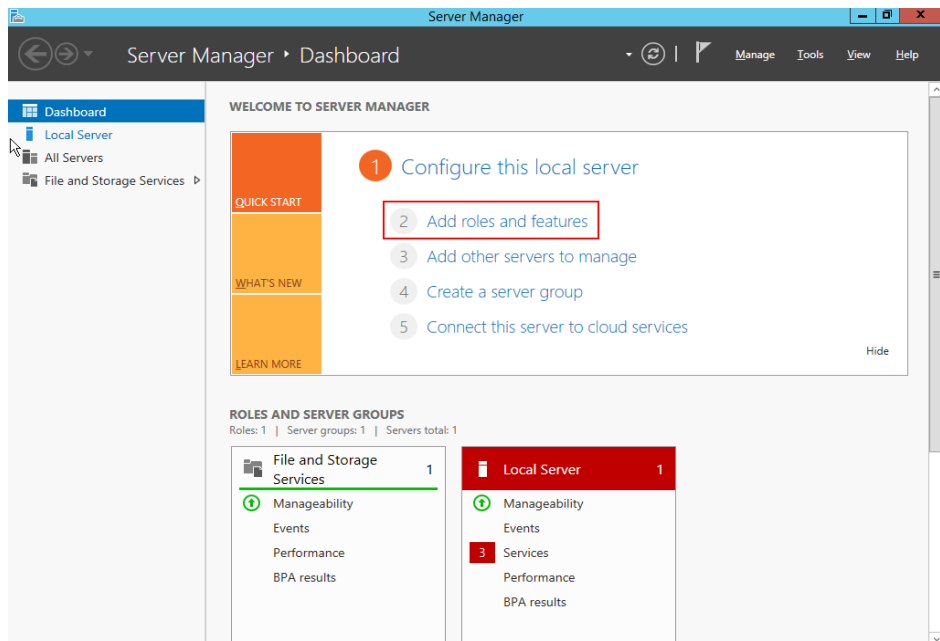 Server Manager
Server Manager ‣ Dashboard
Manage Tools View Help
Dashboard
Local Server
All Servers
File and Storage Services
WELCOME TO SERVER MANAGER
QUICK START
WHAT'S NEW
LEARN MORE
1 Configure this local server
2 Add roles and features
3 Add other servers to manage
4 Create a server group
5 Connect this server to cloud services
Hide
ROLES AND SERVER GROUPS
Roles: 1 | Server groups: 1 | Servers total: 1
File and Storage
Services
1
Manageability
Events
Performance
BPA results
Local Server 1
Manageability
Events
3 Services
Performance
BPA results